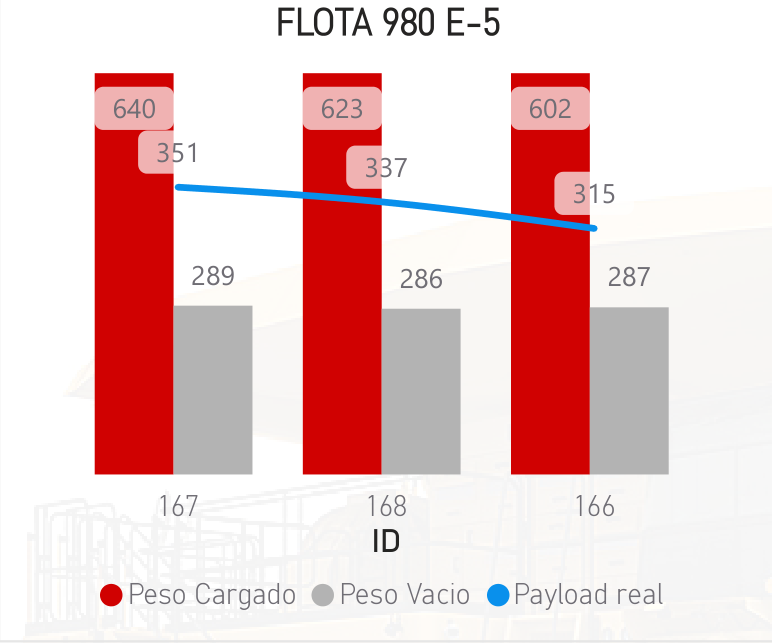 FLOTA 980 E-5
640
623
602
351
337
315
289
286
287
167
168
166
ID
Peso Cargado
Peso Vacio
Payload real